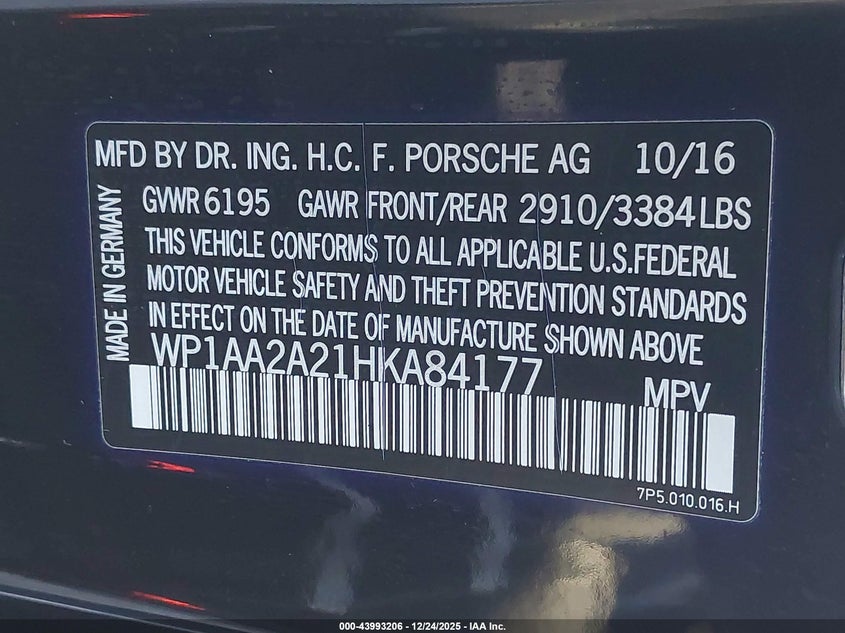 MFD BY DR. ING. H.C. F. PORSCHE AG 10/16
GVWR 6195 GAWR FRONT/REAR 2910/3384 LBS
THIS VEHICLE CONFORMS TO ALL APPLICABLE U.S.FEDERAL
MOTOR VEHICLE SAFETY AND THEFT PREVENTION STANDARDS
IN EFFECT ON THE DATE OF MANUFACTURE SHOWN ABOVE
WP1AA2A21HKA84177 MPV
7P5.010.016.H
MADE IN GERMANY
000-43993206 - 12/24/2025 - IAA Inc.